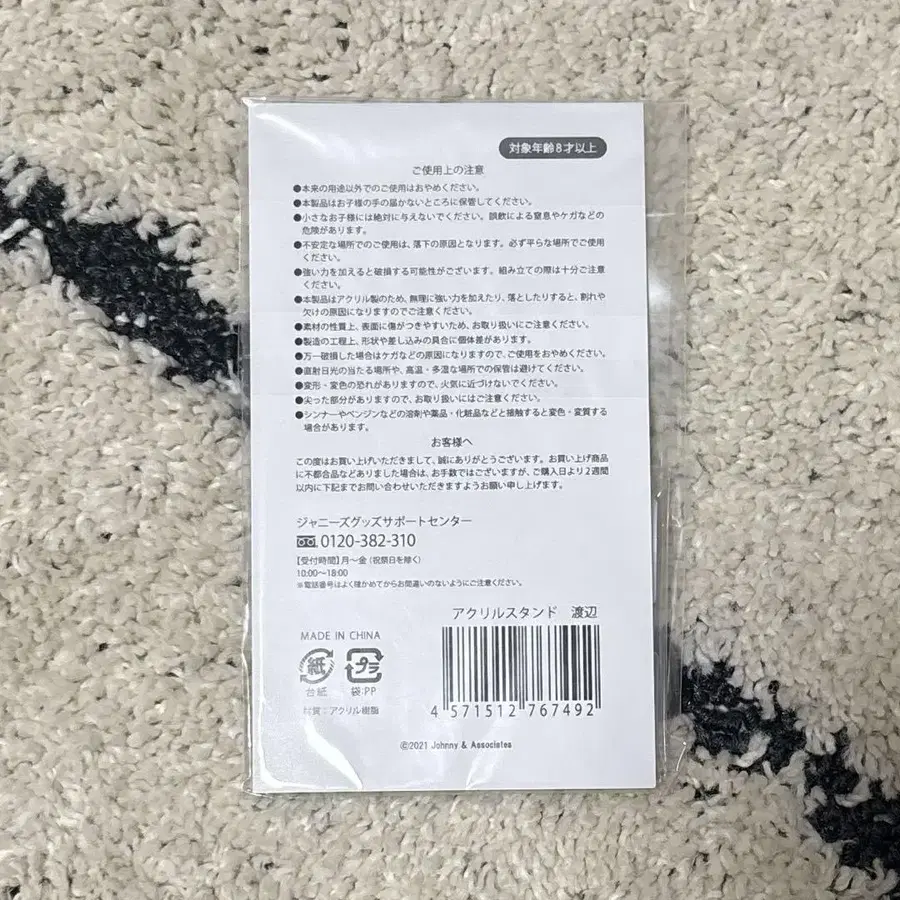 対象年齢8才以上
ご使用上の注意
●本来の用途以外でのご使用はおやめください。
●本製品はお子様の手の届かないところに保管してください。
●小さなお子様には絶対に与えないでください。誤飲による窒息やケガなどの
危険があります。
●不安定な場所でのご使用は、落下の原因となります。必ず平らな場所でご使用
ください。
●強い力を加えると破損する可能性がございます。組み立ての際は十分ご注意
ください。
●本製品はアクリル製のため、無理に強い力を加えたり、落としたりすると、割れや
欠けの原因になりますのでご注意ください。
●素材の性質上、表面に傷がつきやすいため、お取り扱いにご注意ください。
●製造の工程上、形状や差し込みの具合に個体差があります。
●万一破損した場合はケガなどの原因になりますので、ご使用をおやめください。
●直射日光の当たる場所や、高温・多湿な場所での保管は避けてください。
●変形・変色の恐れがありますので、火気に近づけないでください。
●尖った部分がありますので、お取り扱いにはご注意ください。
●シンナーやベンジンなどの溶剤や薬品・化粧品などと接触すると変色・変質する
場合があります。
お客様へ
この度はお買い上げいただきまして、誠にありがとうございます。お買い上げ商品
に不都合品などありました場合は、お手数ではございますが、ご購入日より2週間
以内に下記までお問い合わせいただきますようお願い申し上げます。
ジャニーズグッズサポートセンター
0120-382-310
【受付時間】月～金（祝祭日を除く）
10:00～18:00
※電話番号はよく確かめてからお間違いのないようにご注意ください。
アクリルスタンド 渡辺
MADE IN CHINA
紙 プラ
台紙 袋:PP
材質：アクリル樹脂
4 571512 767492
©2021 Johnny & Associates